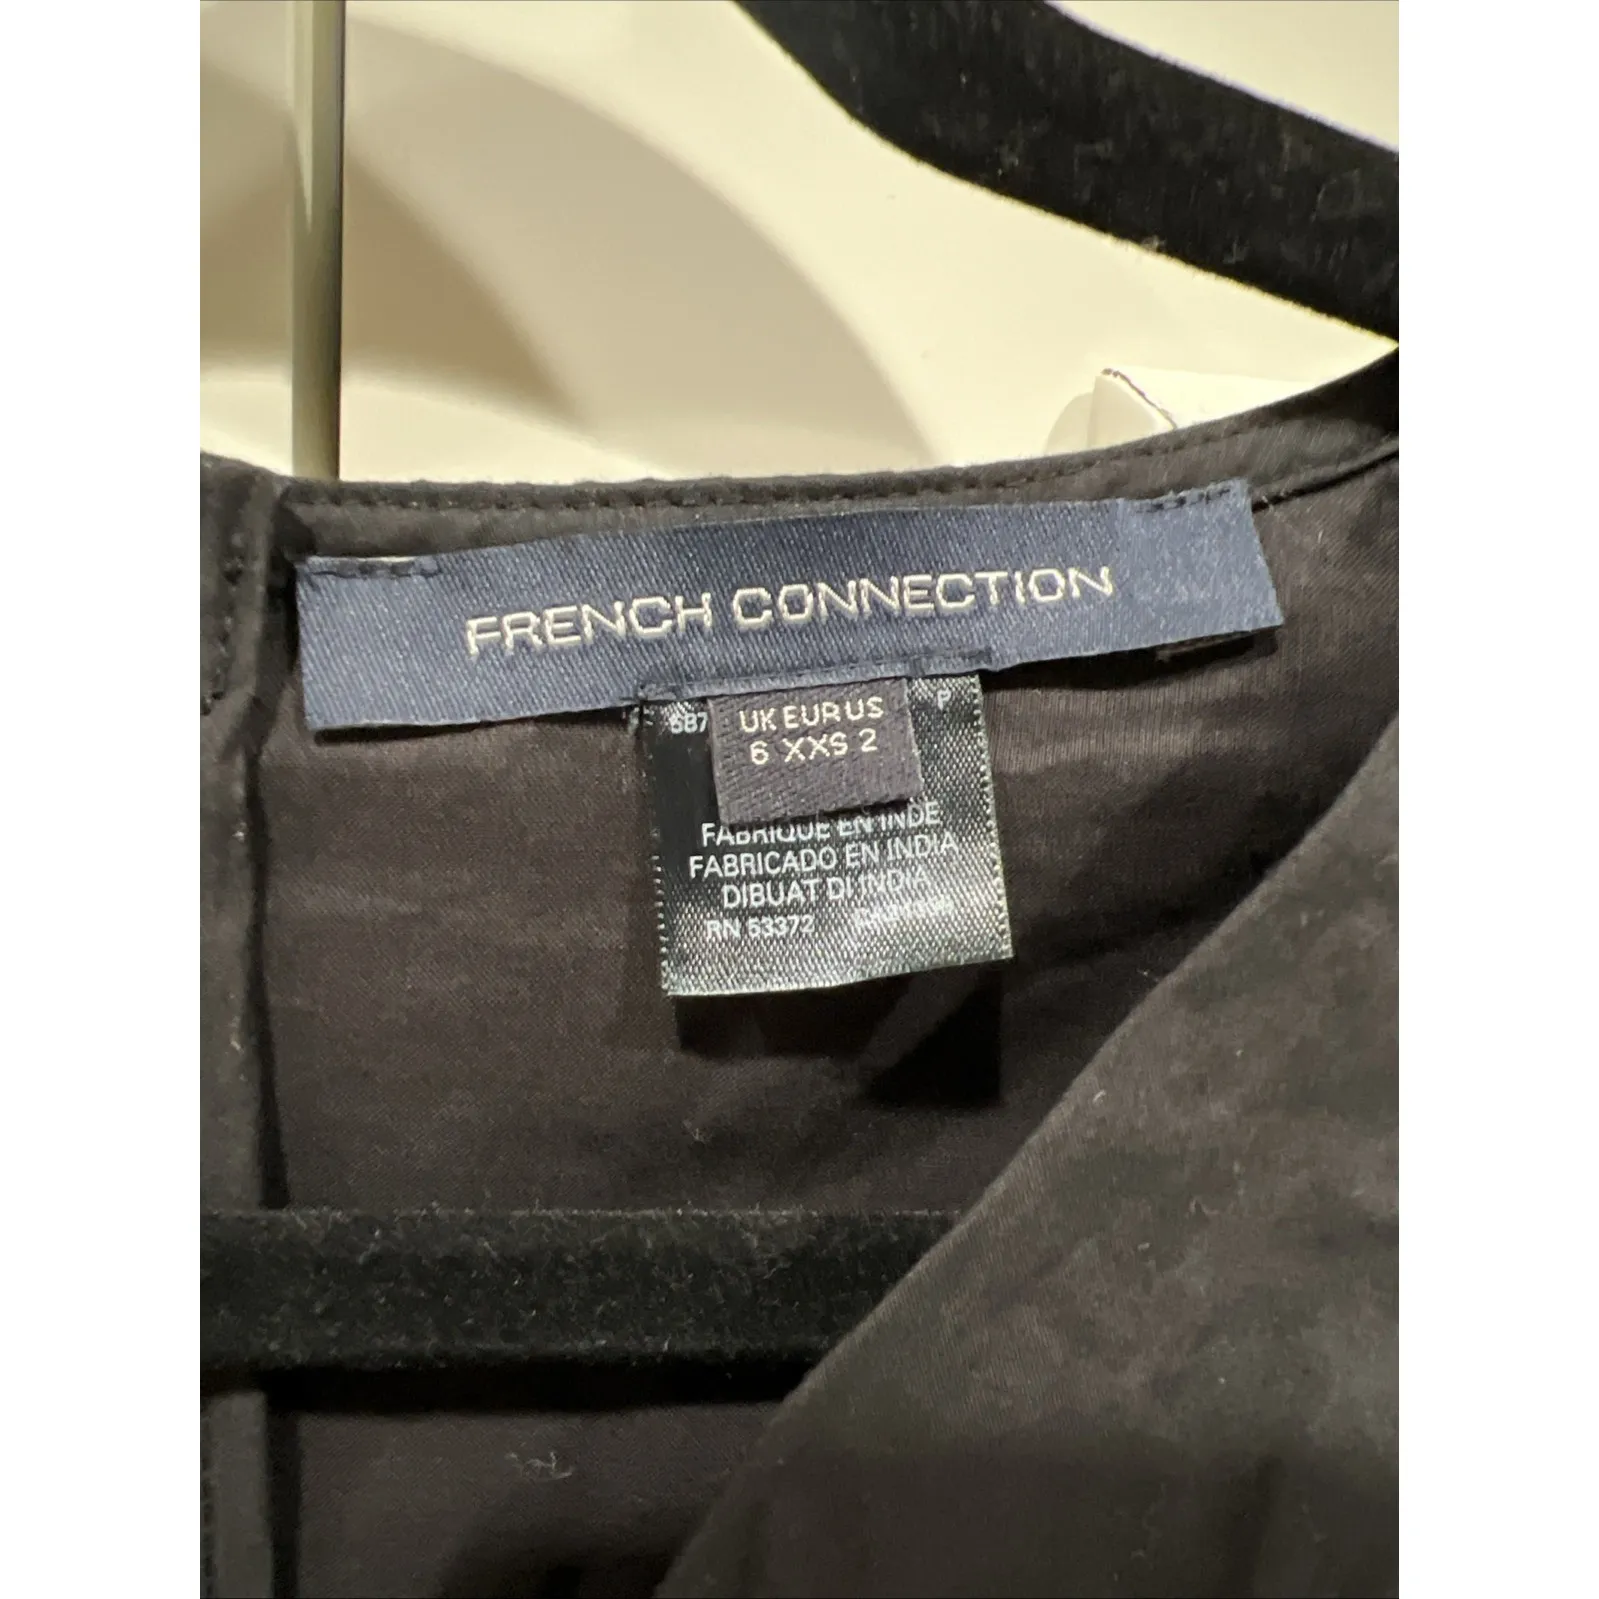 FRENCH CONNECTION
UK EUR US
6 XXS 2
P
FABRIQUE EN INDE
FABRICADO EN INDIA
DIBUAT DI INDIA
RN 53372